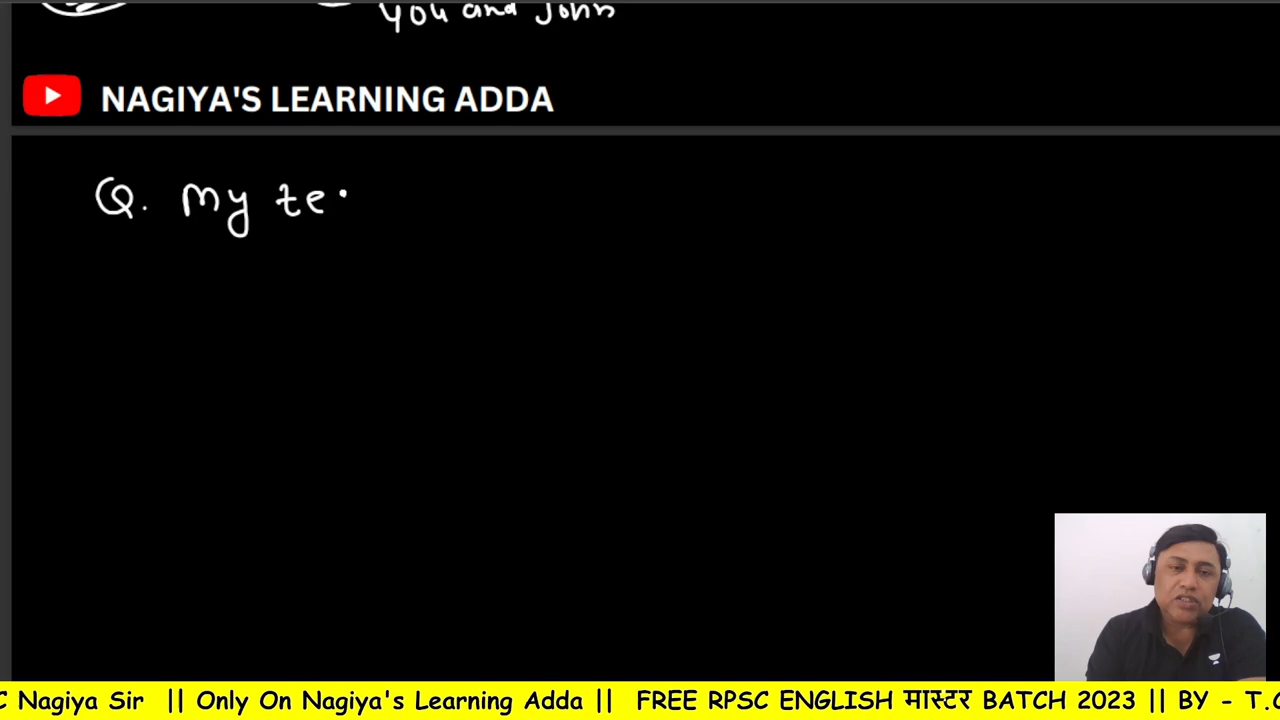 You and John
NAGIYA'S LEARNING ADDA
Q. My te
C Nagiya Sir || Only On Nagiya's Learning Adda || FREE RPSC ENGLISH मास्टर BATCH 2023 || BY - T.C